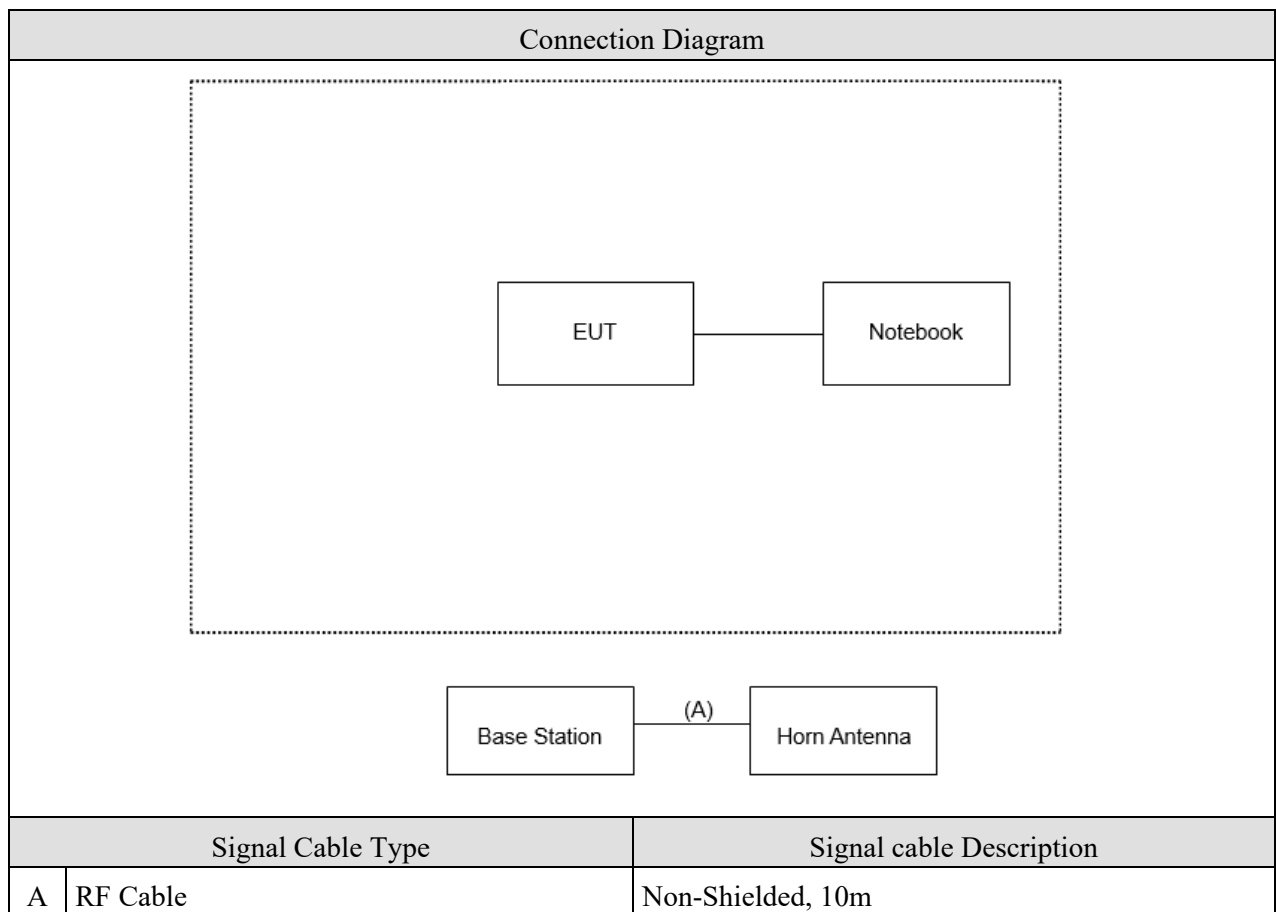 Connection Diagram
EUT
Notebook
(A)
Base Station
Horn Antenna
Signal Cable Type
Signal cable Description
A
RF Cable
Non-Shielded, 10m